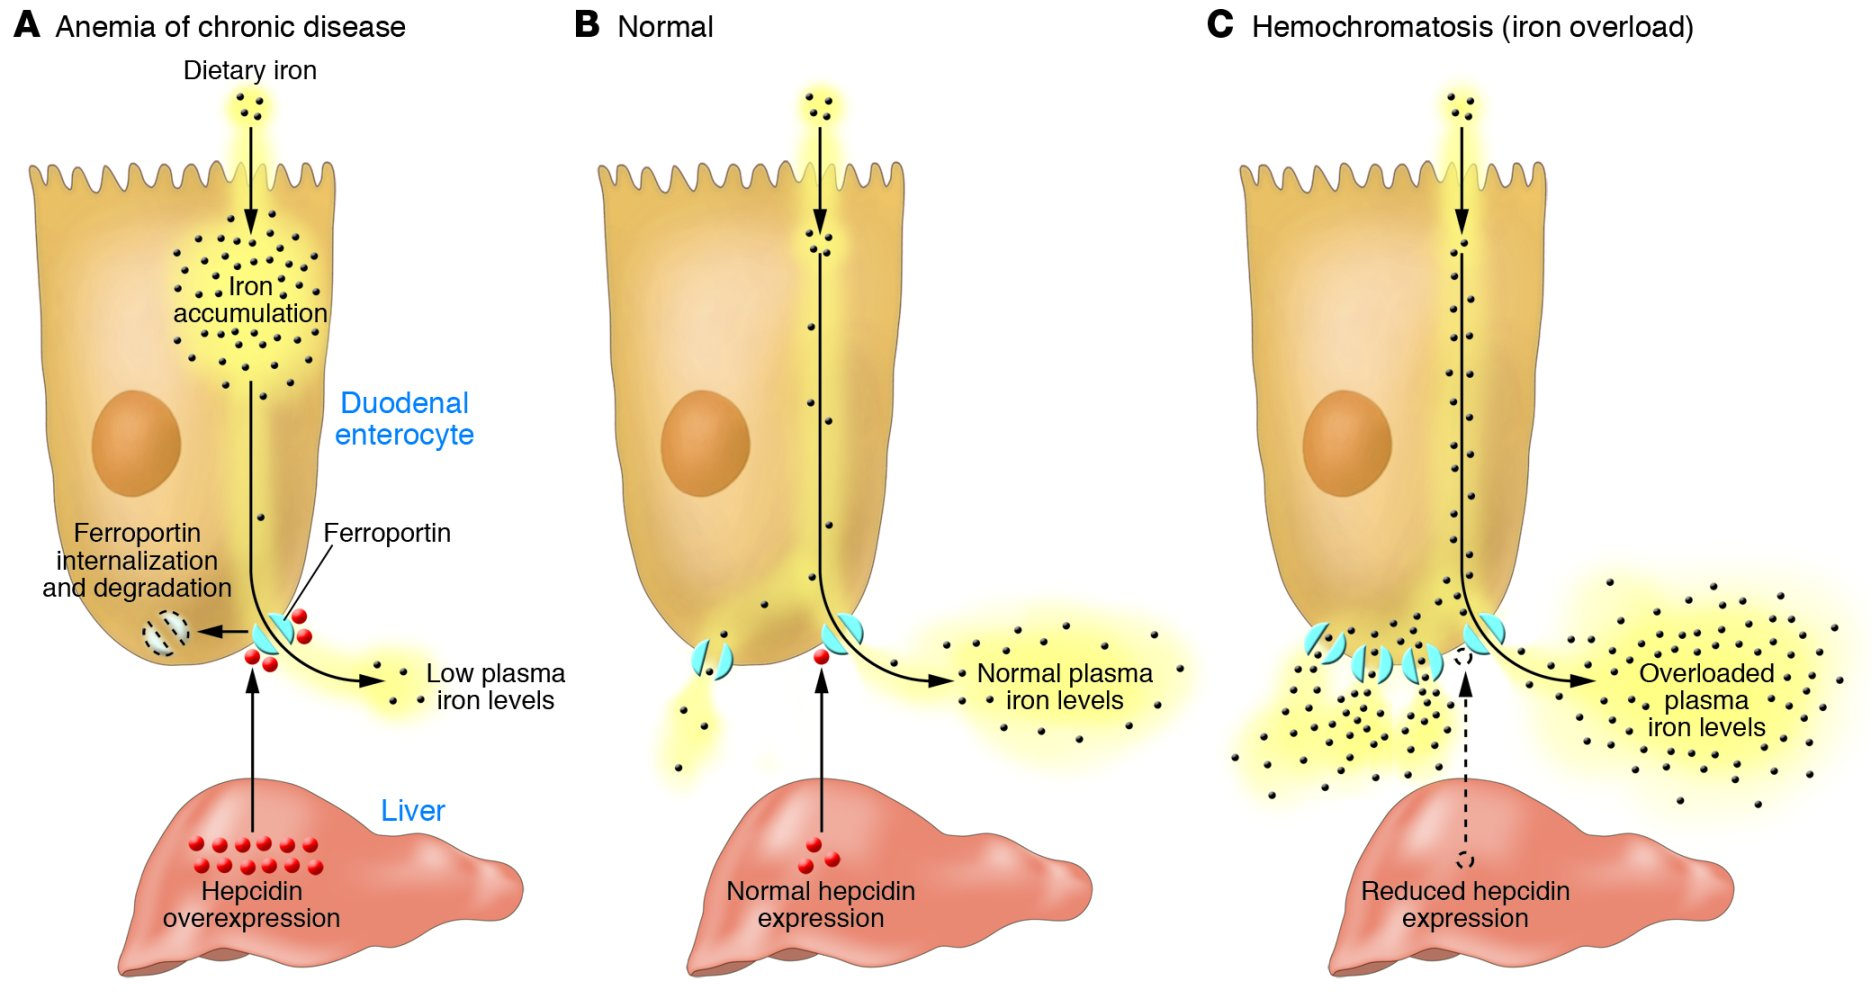 A Anemia of chronic disease
Dietary iron
Iron
accumulation
Duodenal
enterocyte
Ferroportin
internalization
and degradation
Ferroportin
Low plasma
iron levels
Liver
Hepcidin
overexpression
B Normal
Normal plasma
iron levels
Normal hepcidin
expression
C Hemochromatosis (iron overload)
Overloaded
plasma
iron levels
Reduced hepcidin
expression